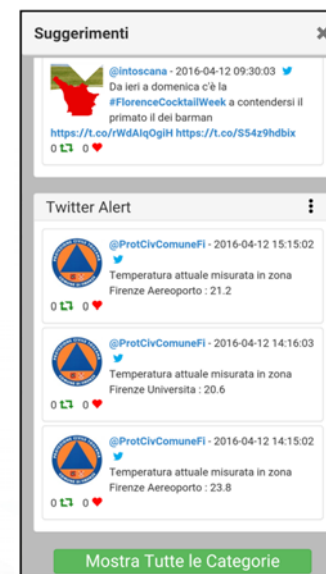 Suggerimenti
@intoscana - 2016-04-12 09:30:03
Da ieri a domenica c'è la
#FlorenceCocktailWeek a contendersi il
primato il dei barman
https://t.co/rWdAIqOgiH https://t.co/S54z9hdbix
0 0
Twitter Alert
@ProtCivComuneFi - 2016-04-12 15:15:02
Temperatura attuale misurata in zona
Firenze Aereoporto : 21.2
0 0
@ProtCivComuneFi - 2016-04-12 14:16:03
Temperatura attuale misurata in zona
Firenze Universita : 20.6
0 0
@ProtCivComuneFi - 2016-04-12 14:15:02
Temperatura attuale misurata in zona
Firenze Aereoporto : 23.8
0 0
Mostra Tutte le Categorie